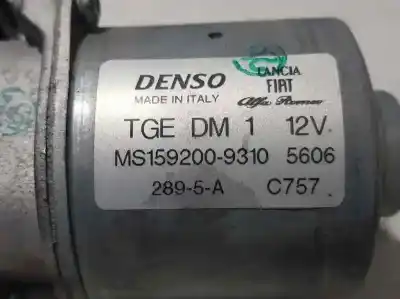 DENSO
MADE IN ITALY
LANCIA
FIAT
Alfa Romeo
TGE DM 1 12V.
MS159200-9310 5606
289-5-A C757